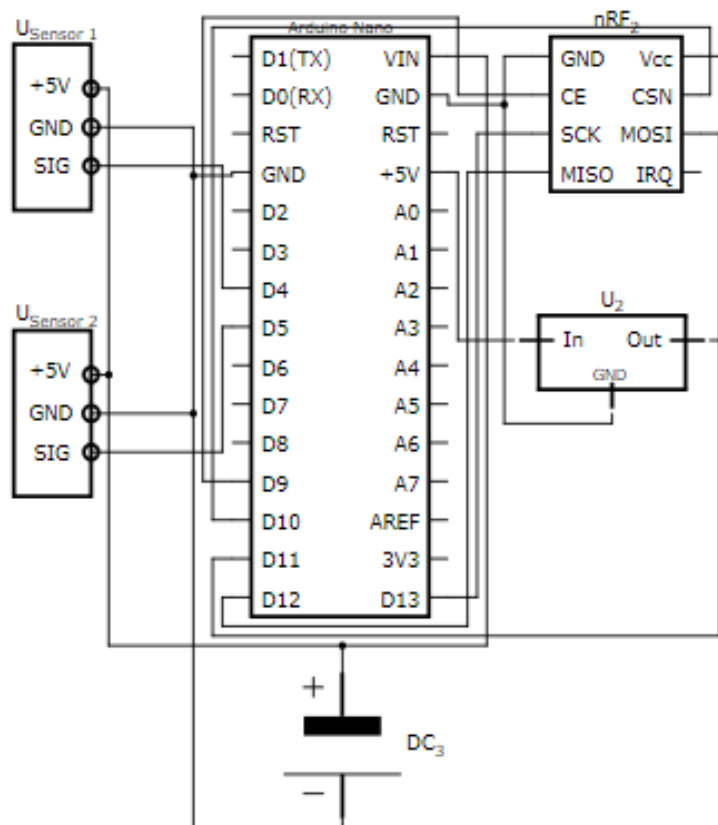 U Sensor 1
+5V
GND
SIG
U Sensor 2
+5V
GND
SIG
Arduino Nano
D1(TX) VIN
D0(RX) GND
RST RST
GND +5V
D2 A0
D3 A1
D4 A2
D5 A3
D6 A4
D7 A5
D8 A6
D9 A7
D10 AREF
D11 3V3
D12 D13
nRF2
GND Vcc
CE CSN
SCK MOSI
MISO IRQ
U2
In Out
GND
+
DC3
−